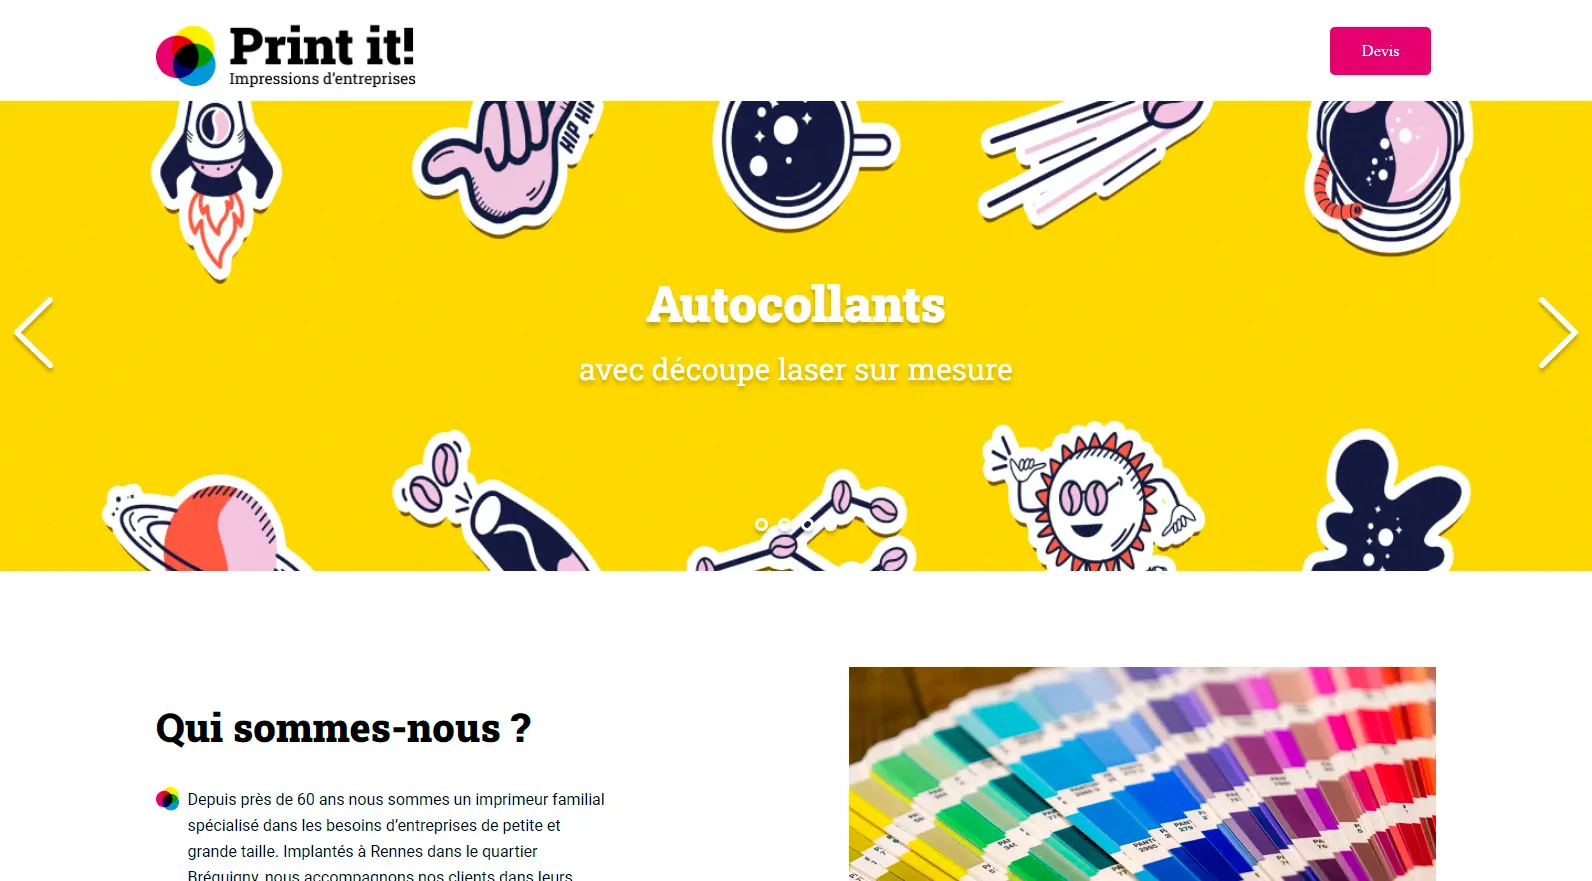 Print it!
Impressions d'entreprises
Devis
HIP HI
Autocollants
avec découpe laser sur mesure
Qui sommes-nous ?
Depuis près de 60 ans nous sommes un imprimeur familial
spécialisé dans les besoins d’entreprises de petite et
grande taille. Implantés à Rennes dans le quartier
Bréquigny, nous accompagnons nos clients dans leurs